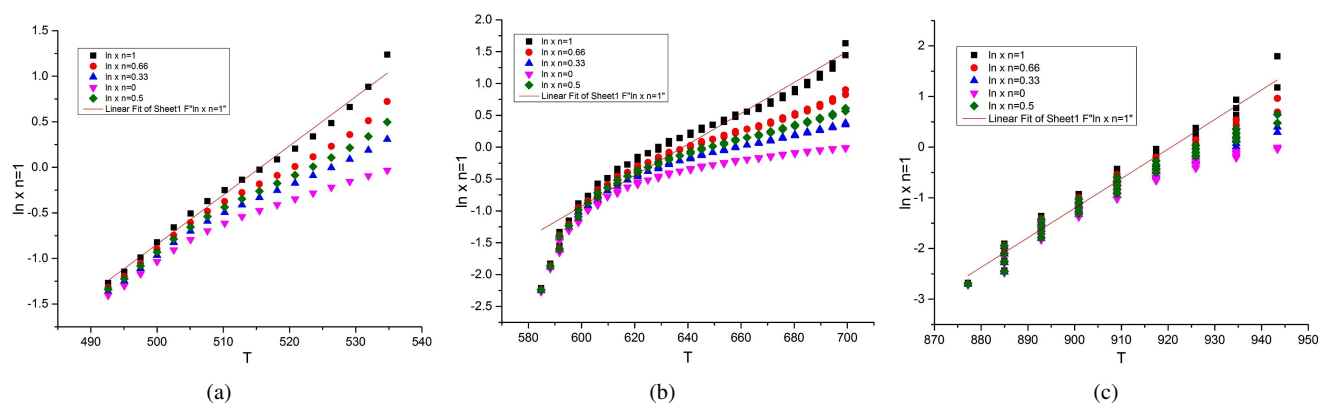 ln x n=1
1.5
1.0
0.5
0.0
-0.5
-1.0
-1.5
ln x n=1
ln x n=0.66
ln x n=0.33
ln x n=0
ln x n=0.5
Linear Fit of Sheet1 F"ln x n=1"
490 500 510 520 530 540
T
(a)
ln x n=1
2.0
1.5
1.0
0.5
0.0
-0.5
-1.0
-1.5
-2.0
-2.5
ln x n=1
ln x n=0.66
ln x n=0.33
ln x n=0
ln x n=0.5
Linear Fit of Sheet1 F"ln x n=1"
580 600 620 640 660 680 700
T
(b)
ln x n=1
2
1
0
-1
-2
-3
ln x n=1
ln x n=0.66
ln x n=0.33
ln x n=0
ln x n=0.5
Linear Fit of Sheet1 F"ln x n=1"
870 880 890 900 910 920 930 940 950
T
(c)